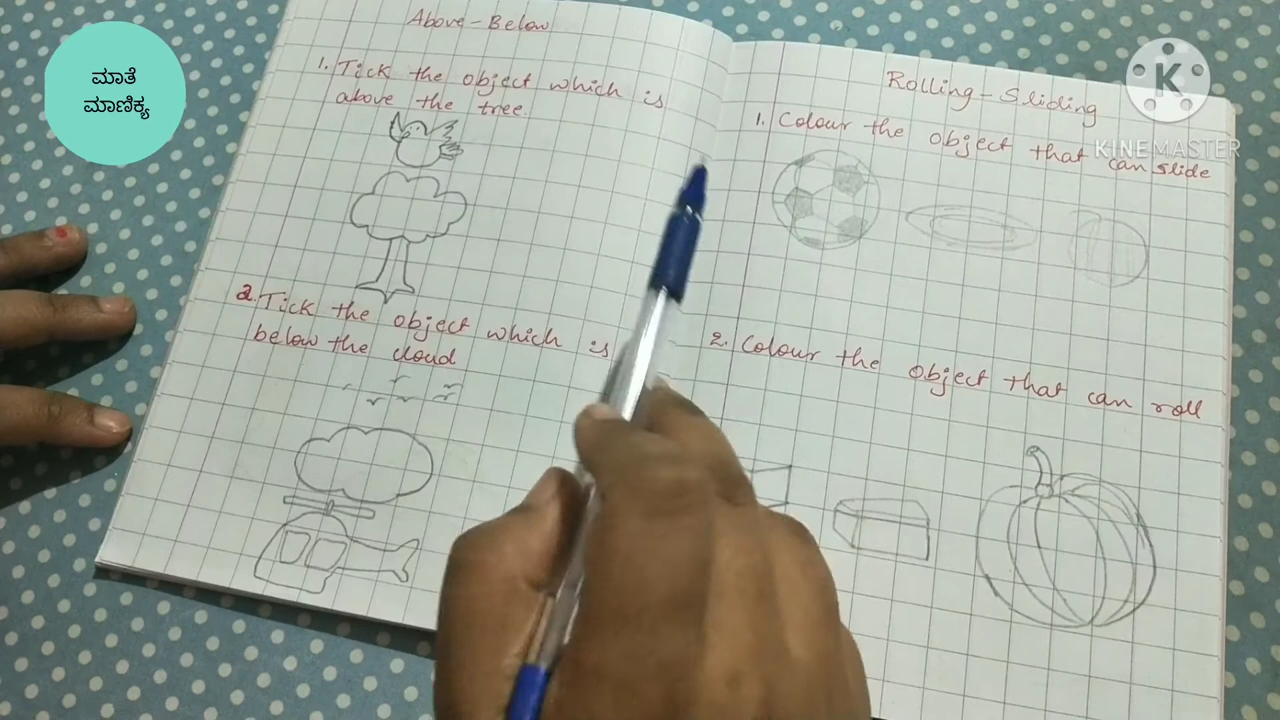 ಮಾತೆ
ಮಾಣಿಕ್ಯ
Above-Below
1. Tick the object which is
above the tree.
2. Tick the object which is
below the cloud
Rolling-Sliding
1. Colour the object that can slide
2. Colour the object that can roll
K
KINEMASTER